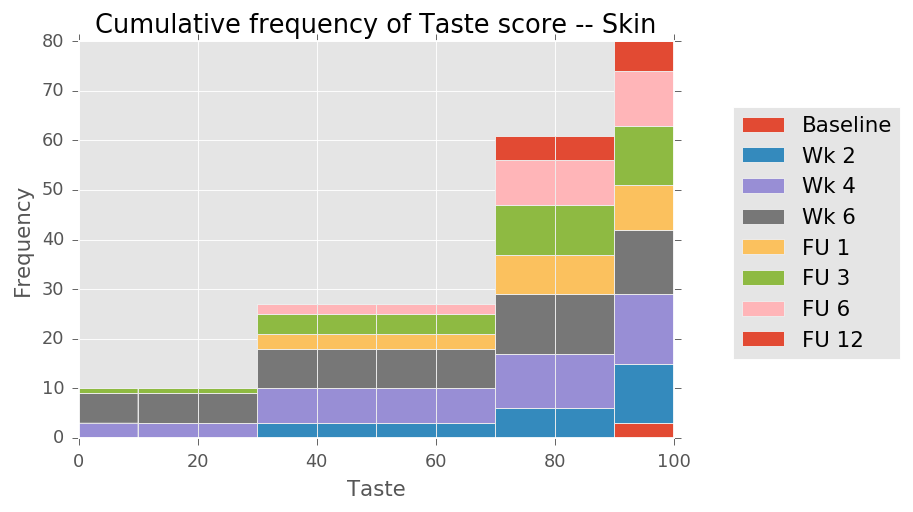 Cumulative frequency of Taste score -- Skin
80
70
60
50
40
30
20
10
0
Frequency
0 20 40 60 80 100
Taste
Baseline
Wk 2
Wk 4
Wk 6
FU 1
FU 3
FU 6
FU 12